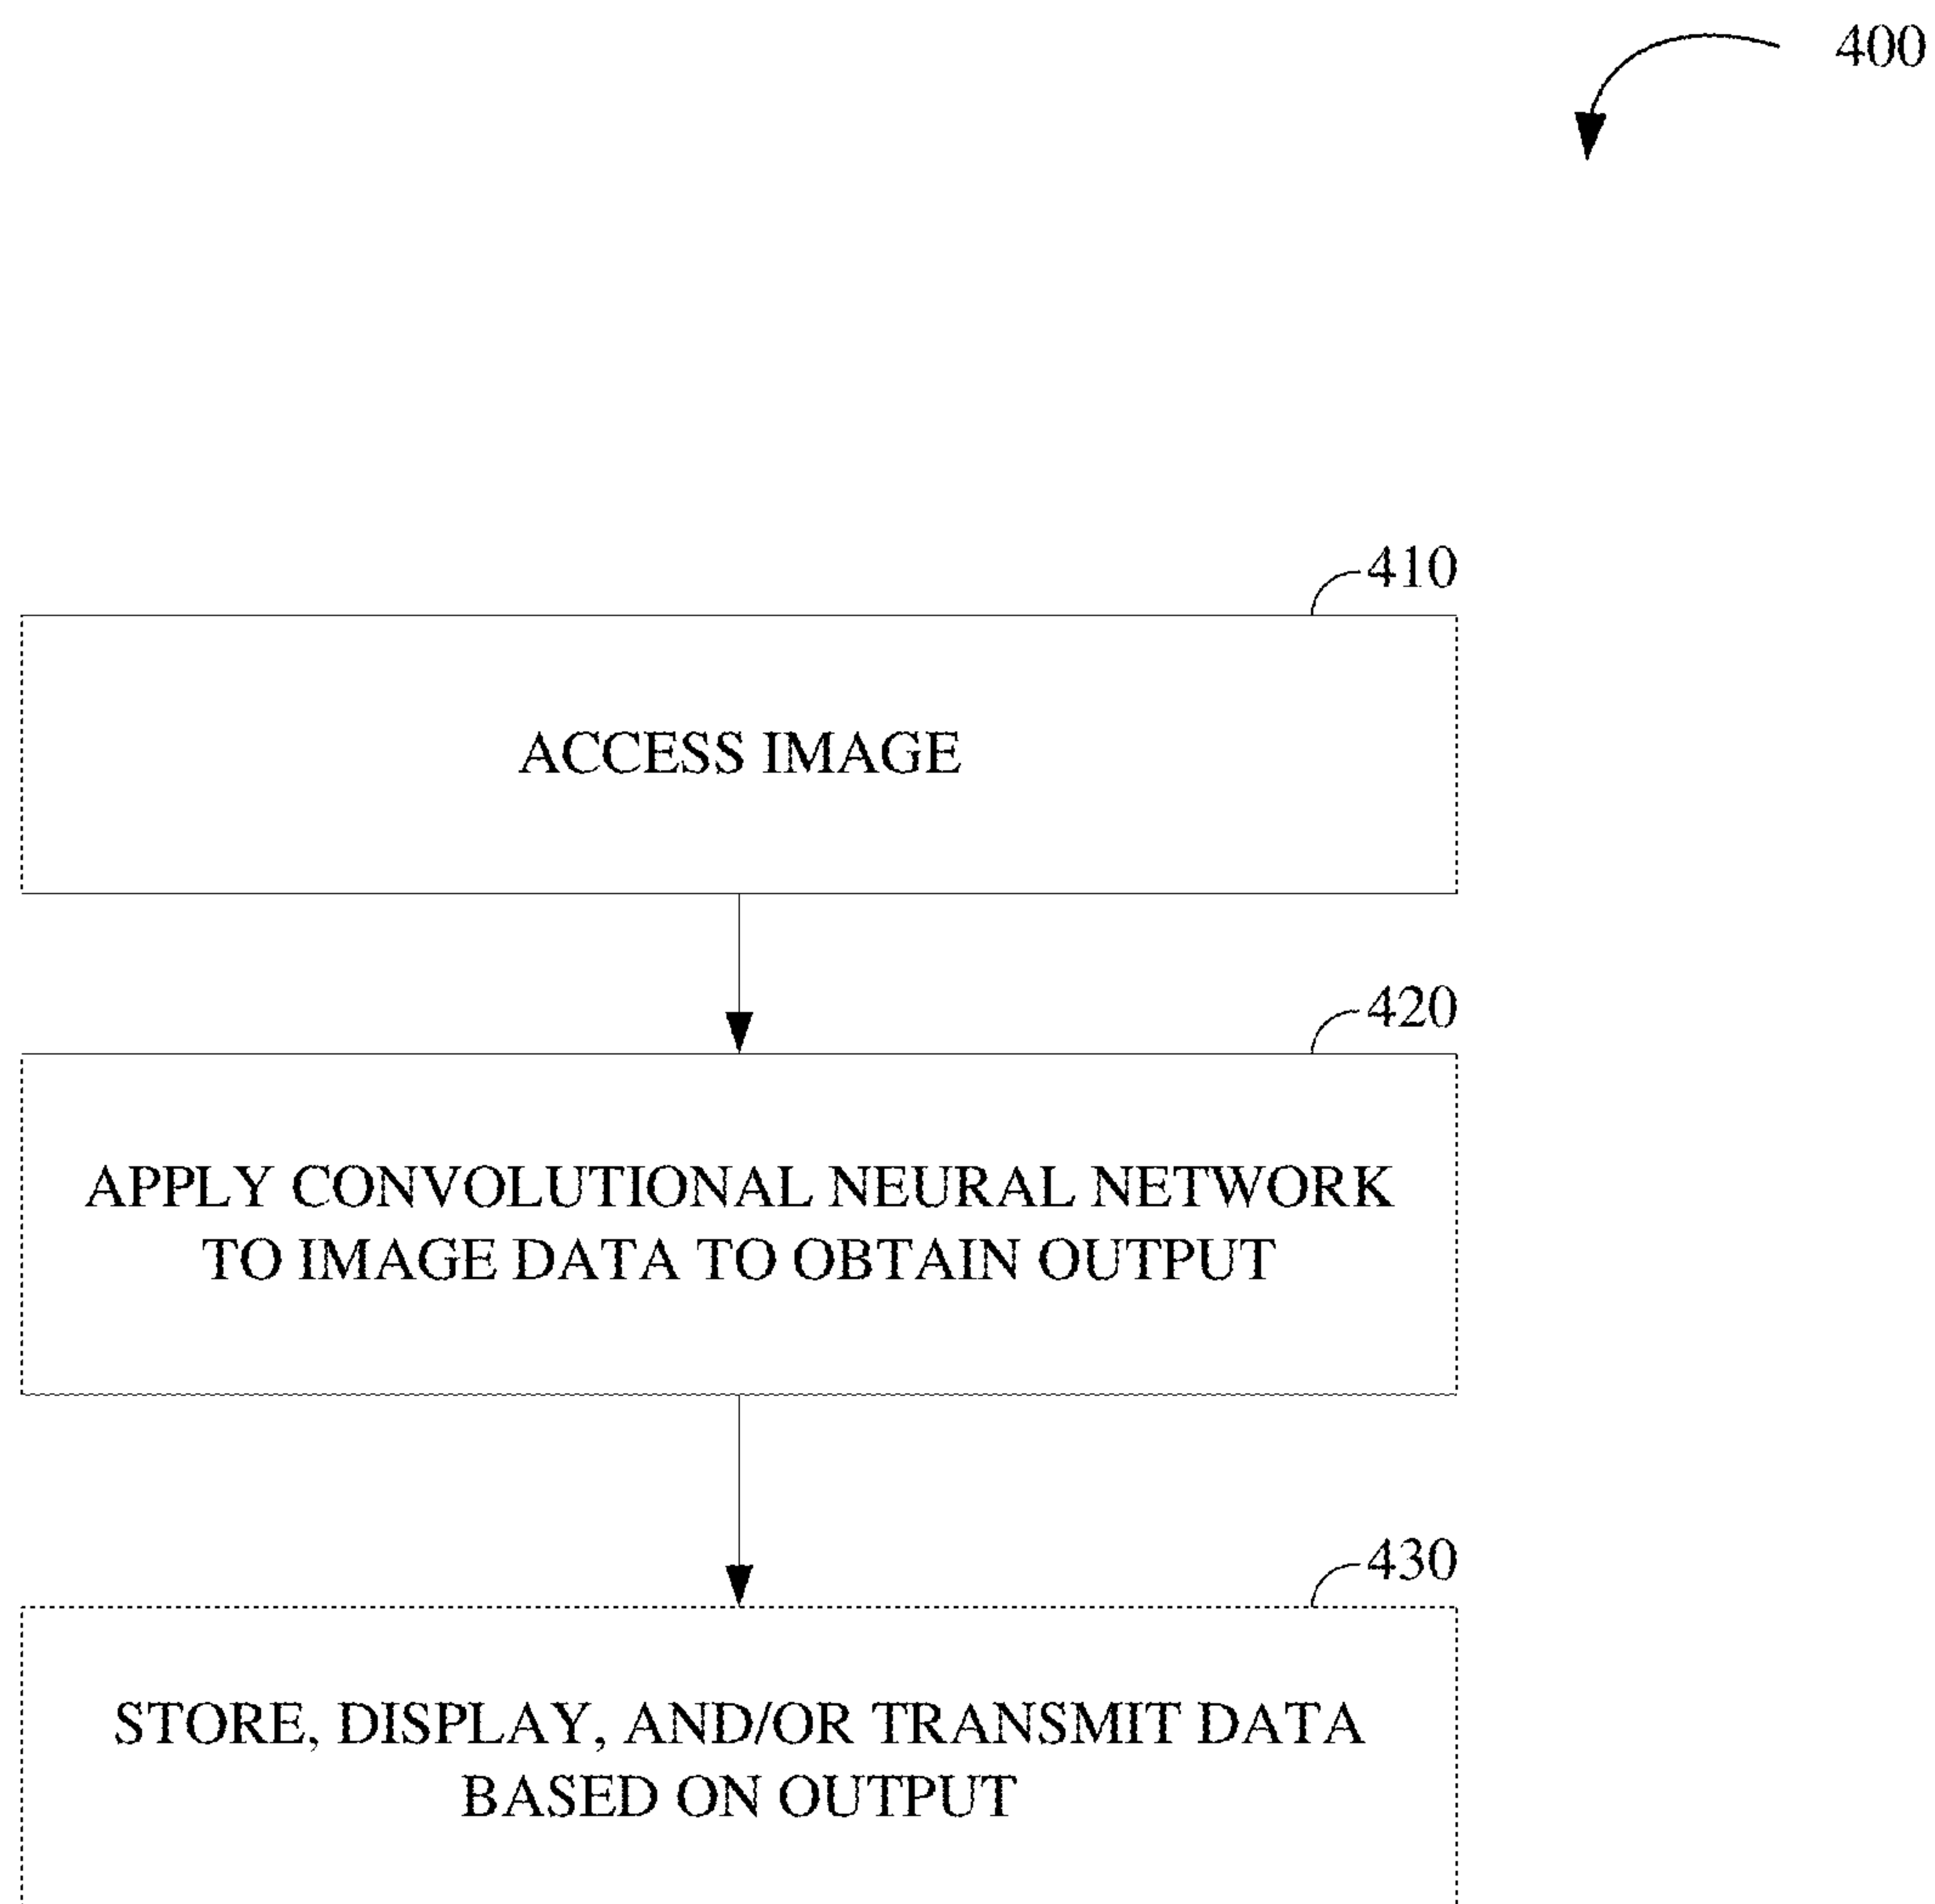 400
410
ACCESS IMAGE
420
APPLY CONVOLUTIONAL NEURAL NETWORK
TO IMAGE DATA TO OBTAIN OUTPUT
430
STORE, DISPLAY, AND/OR TRANSMIT DATA
BASED ON OUTPUT